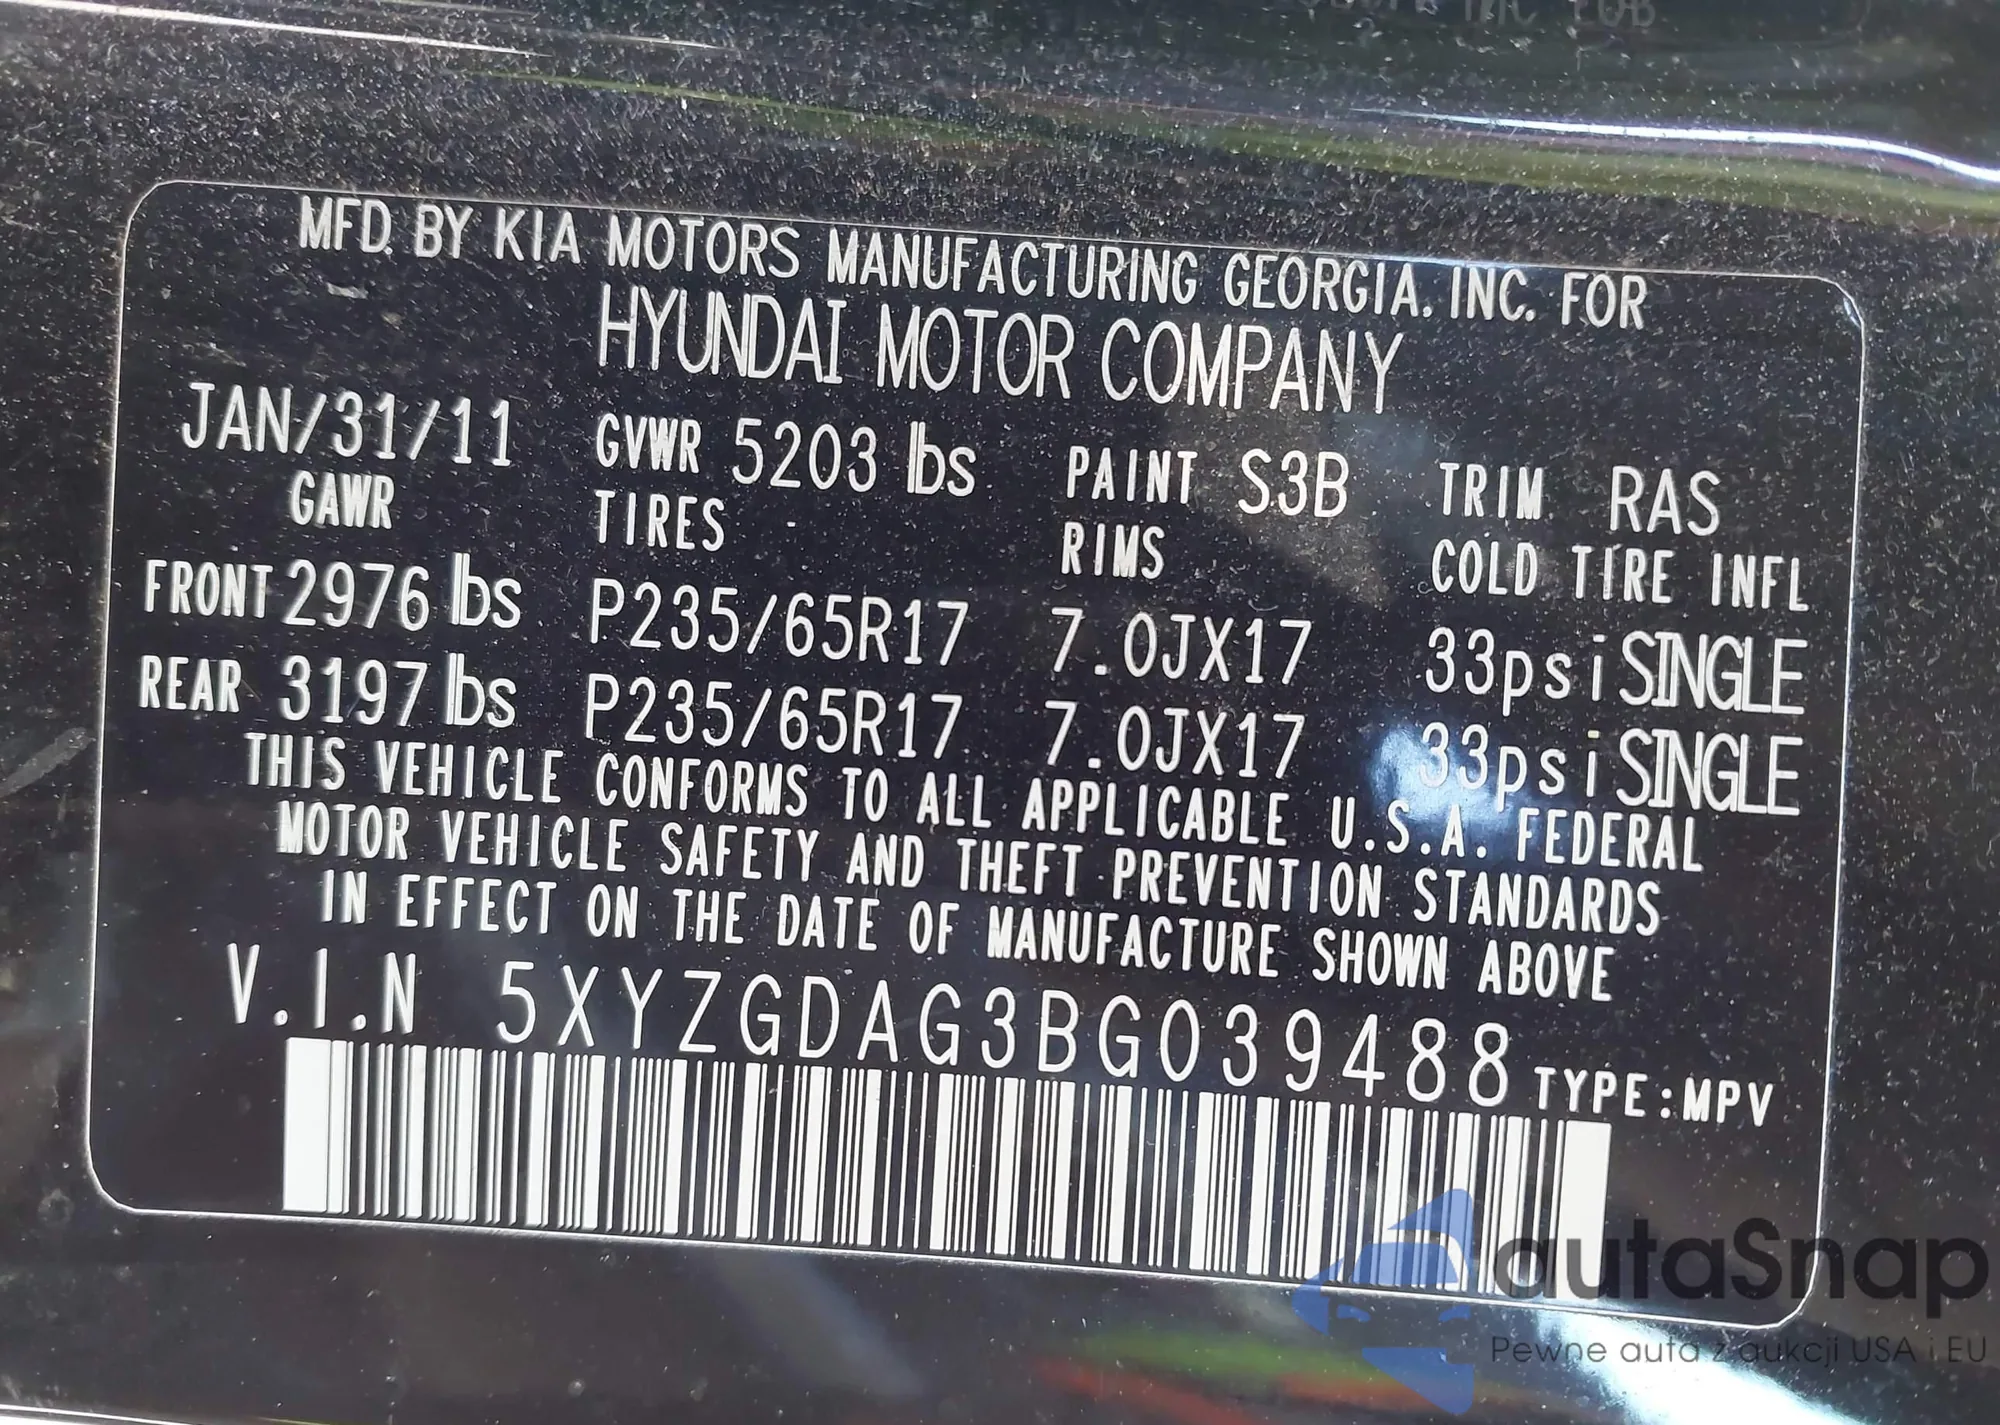 MFD. BY KIA MOTORS MANUFACTURING GEORGIA. INC. FOR
HYUNDAI MOTOR COMPANY
JAN/31/11 GVWR 5203 lbs PAINT S3B TRIM RAS
GAWR TIRES RIMS COLD TIRE INFL
FRONT 2976 lbs P235/65R17 7.0JX17 33psi SINGLE
REAR 3197 lbs P235/65R17 7.0JX17 33psi SINGLE
THIS VEHICLE CONFORMS TO ALL APPLICABLE U.S.A. FEDERAL
MOTOR VEHICLE SAFETY AND THEFT PREVENTION STANDARDS
IN EFFECT ON THE DATE OF MANUFACTURE SHOWN ABOVE
V.I.N 5XYZGDAG3BG039488 TYPE:MPV
autaSnap
Pewne auta z aukcji USA i EU